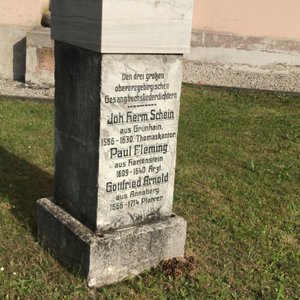 Den drei großen
obererzgebirgischen
Gesangbuchsliederdichtern
Joh. Herm. Schein
aus Grünhain.
1586-1630. Thomaskantor
Paul Fleming
aus Hartenstein
1609-1640. Arzt
Gottfried Arnold
aus Annaberg
1666-1714 Pfarrer